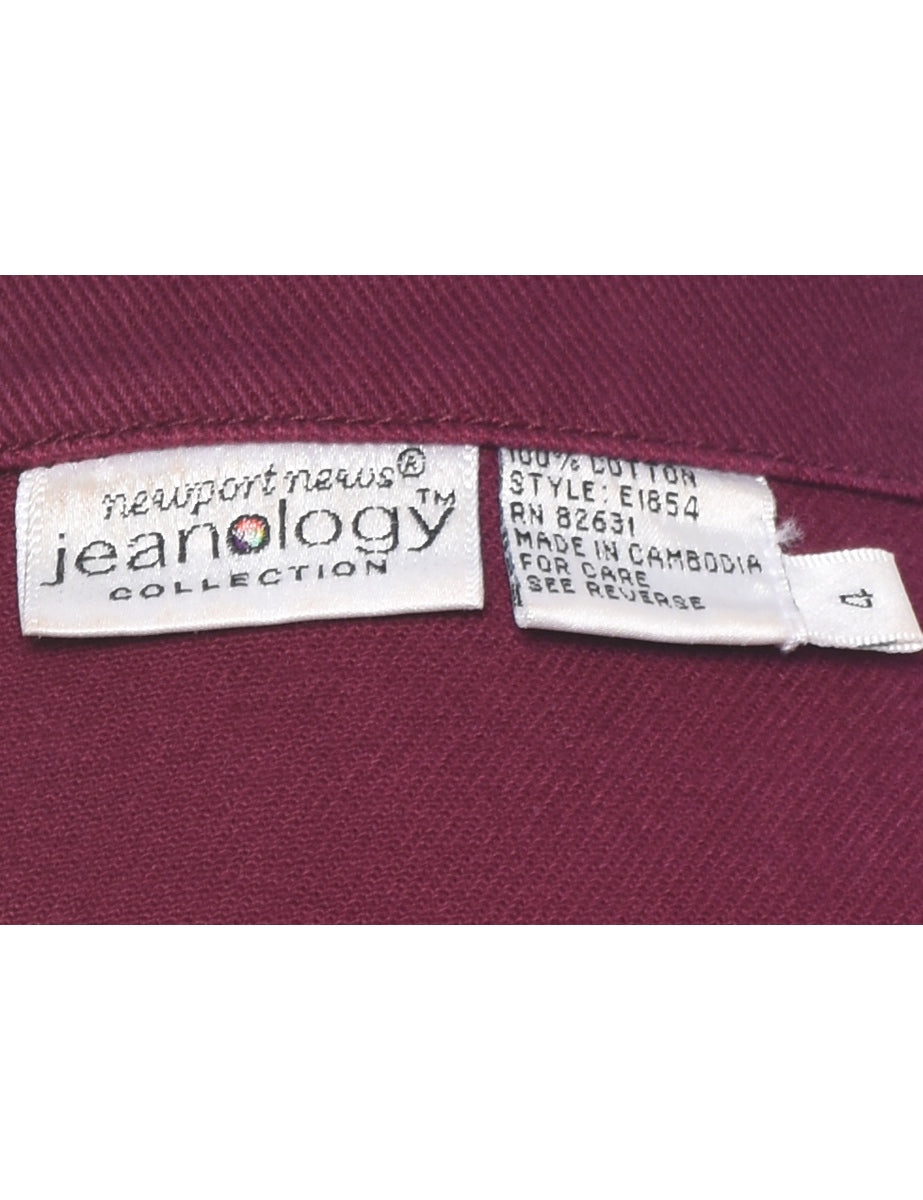 newport news®
jeanology™
COLLECTION
100% COTTON
STYLE: E1854
RN 82631
MADE IN CAMBODIA
FOR CARE
SEE REVERSE
4